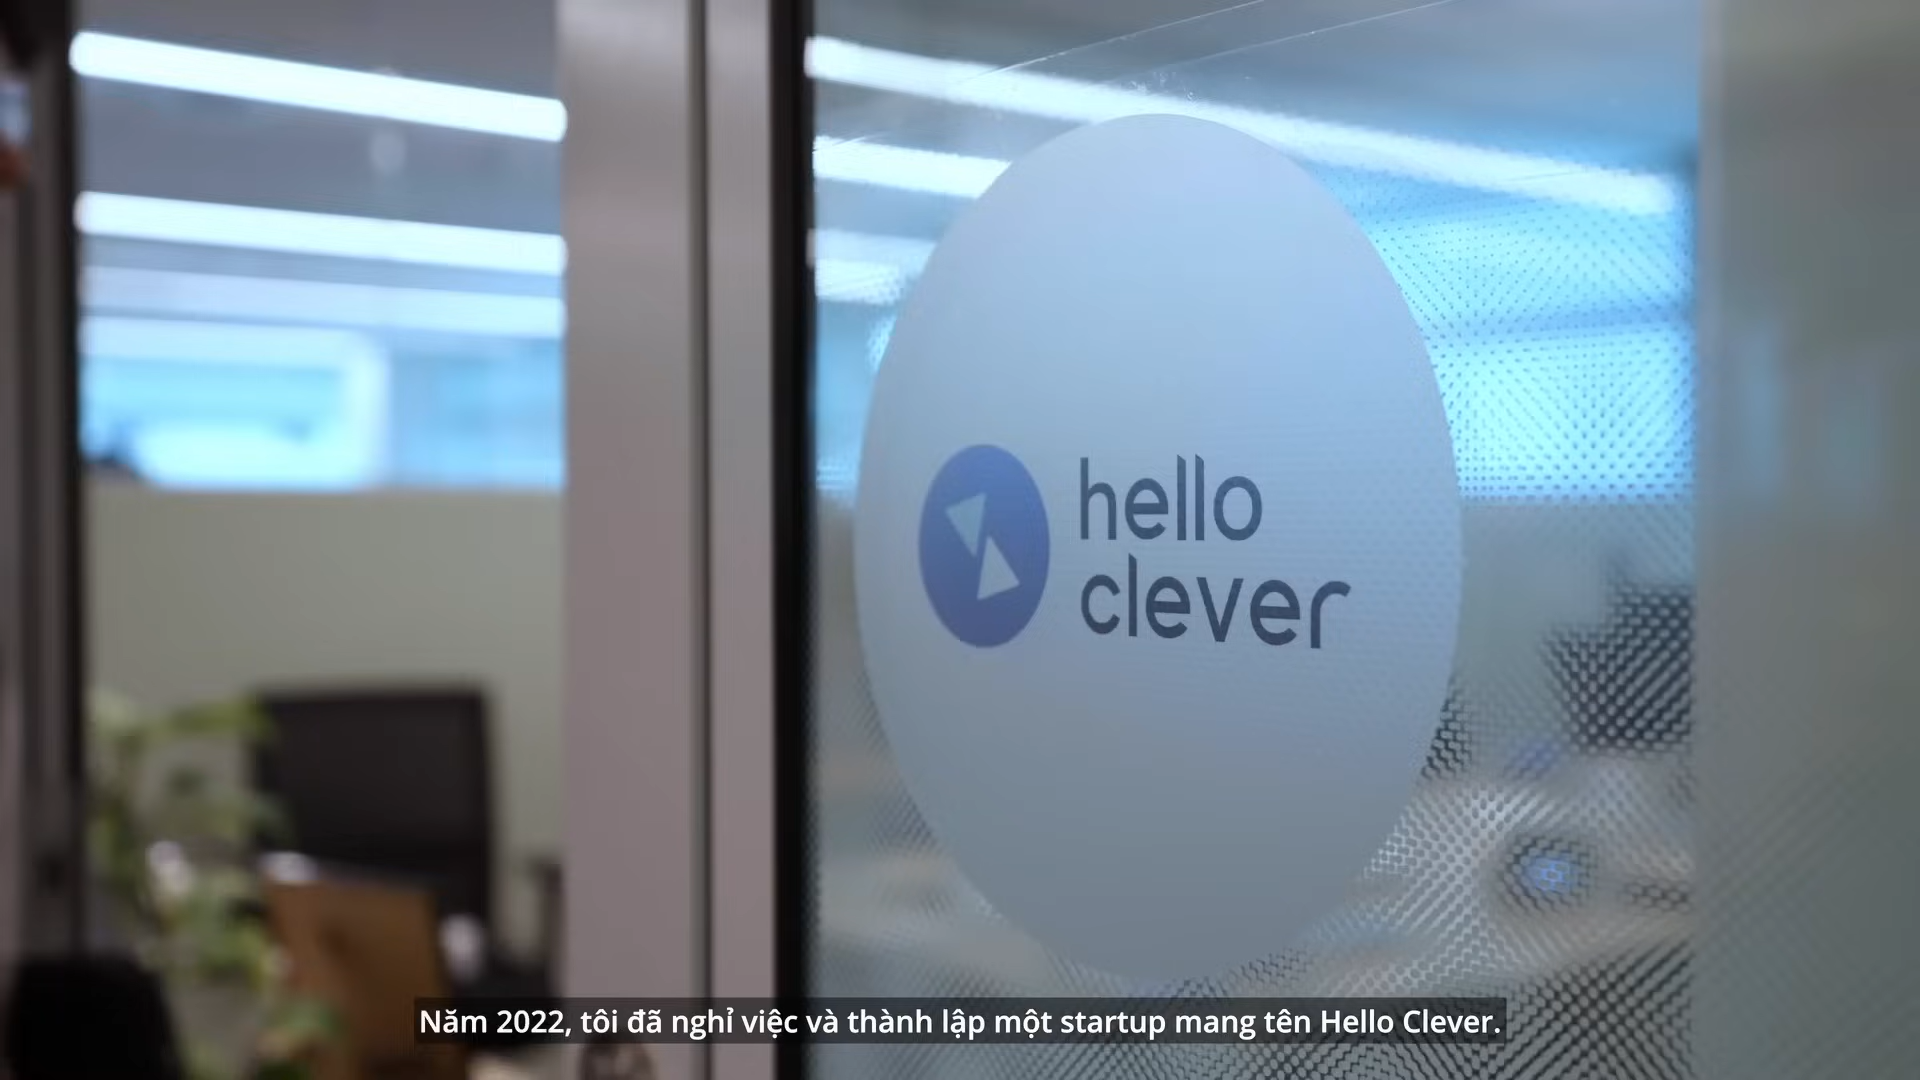 hello
clever
Năm 2022, tôi đã nghỉ việc và thành lập một startup mang tên Hello Clever.